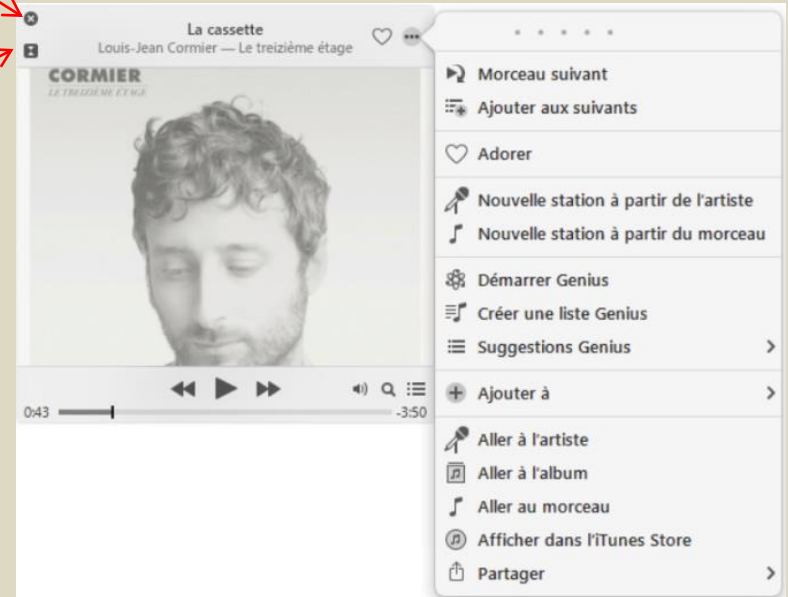 La cassette
Louis-Jean Cormier — Le treizième étage
CORMIER
LE TREIZIÈME ÉTAGE
0:43
-3:50
Morceau suivant
Ajouter aux suivants
Adorer
Nouvelle station à partir de l'artiste
Nouvelle station à partir du morceau
Démarrer Genius
Créer une liste Genius
Suggestions Genius
Ajouter à
Aller à l'artiste
Aller à l'album
Aller au morceau
Afficher dans l'iTunes Store
Partager